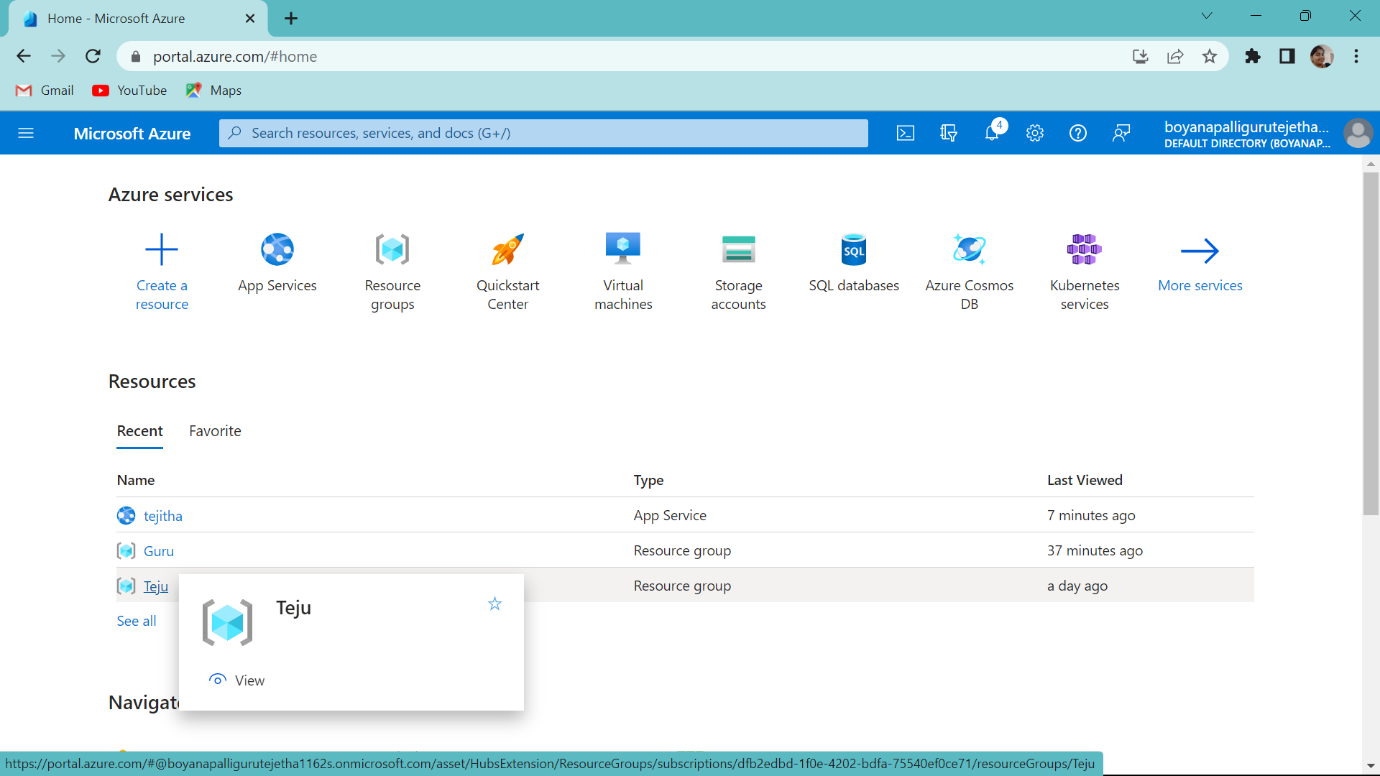 Home - Microsoft Azure
portal.azure.com/#home
Gmail YouTube Maps
Microsoft Azure
Search resources, services, and docs (G+/)
4
boyanapalligurutejetha...
DEFAULT DIRECTORY (BOYANAP...
Azure services
Create a resource
App Services
Resource groups
Quickstart Center
Virtual machines
Storage accounts
SQL
SQL databases
Azure Cosmos DB
Kubernetes services
More services
Resources
Recent Favorite
Name Type Last Viewed
tejitha App Service 7 minutes ago
Guru Resource group 37 minutes ago
Teju Resource group a day ago
See all
Teju
View
https://portal.azure.com/#@boyanapalligurutejetha1162s.onmicrosoft.com/asset/HubsExtension/ResourceGroups/subscriptions/dfb2edbd-1f0e-4202-bdfa-75540ef0ce71/resourceGroups/Teju